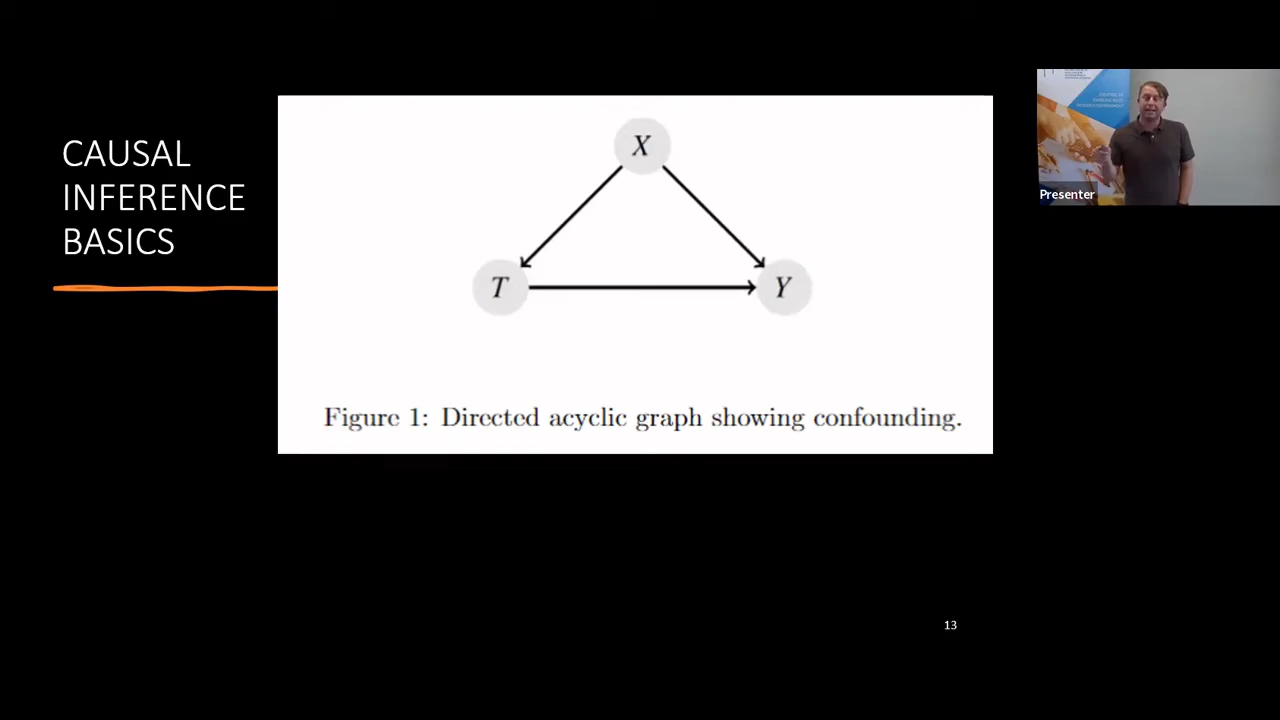 CAUSAL
INFERENCE
BASICS
X
T
Y
Figure 1: Directed acyclic graph showing confounding.
Presenter
13